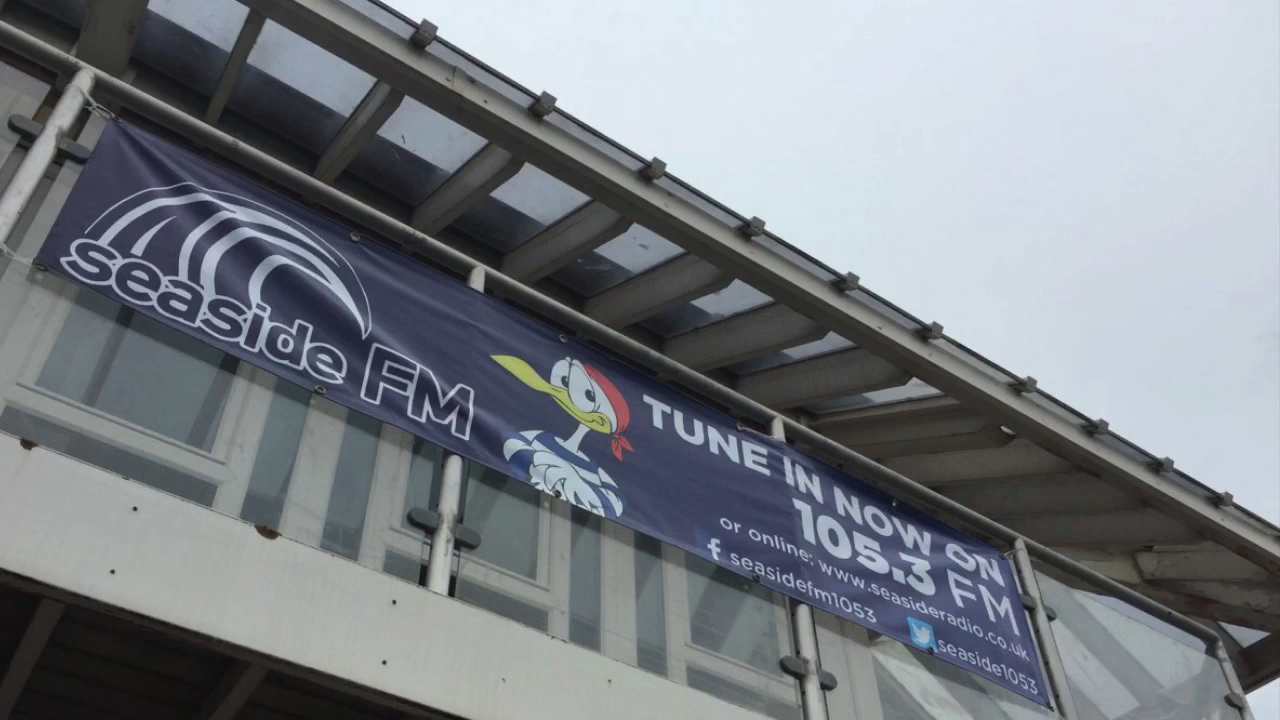 seaside FM
TUNE IN NOW ON
105.3 FM
or online: www.seasideradio.co.uk
f seasidefm1053
seaside1053